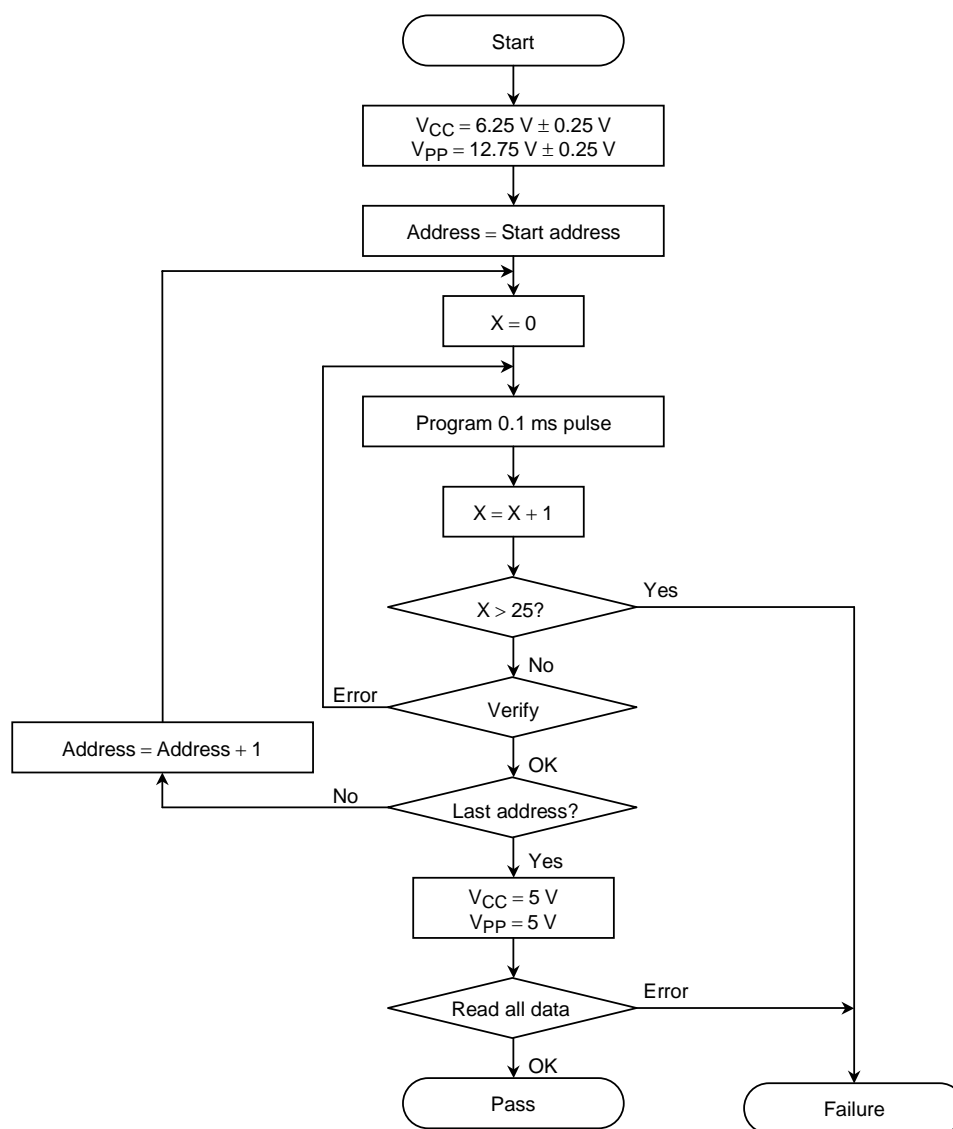 Start
VCC = 6.25 V ± 0.25 V
VPP = 12.75 V ± 0.25 V
Address = Start address
X = 0
Program 0.1 ms pulse
X = X + 1
X > 25?
Yes
No
Error
Verify
Address = Address + 1
OK
No
Last address?
Yes
VCC = 5 V
VPP = 5 V
Read all data
Error
OK
Pass
Failure